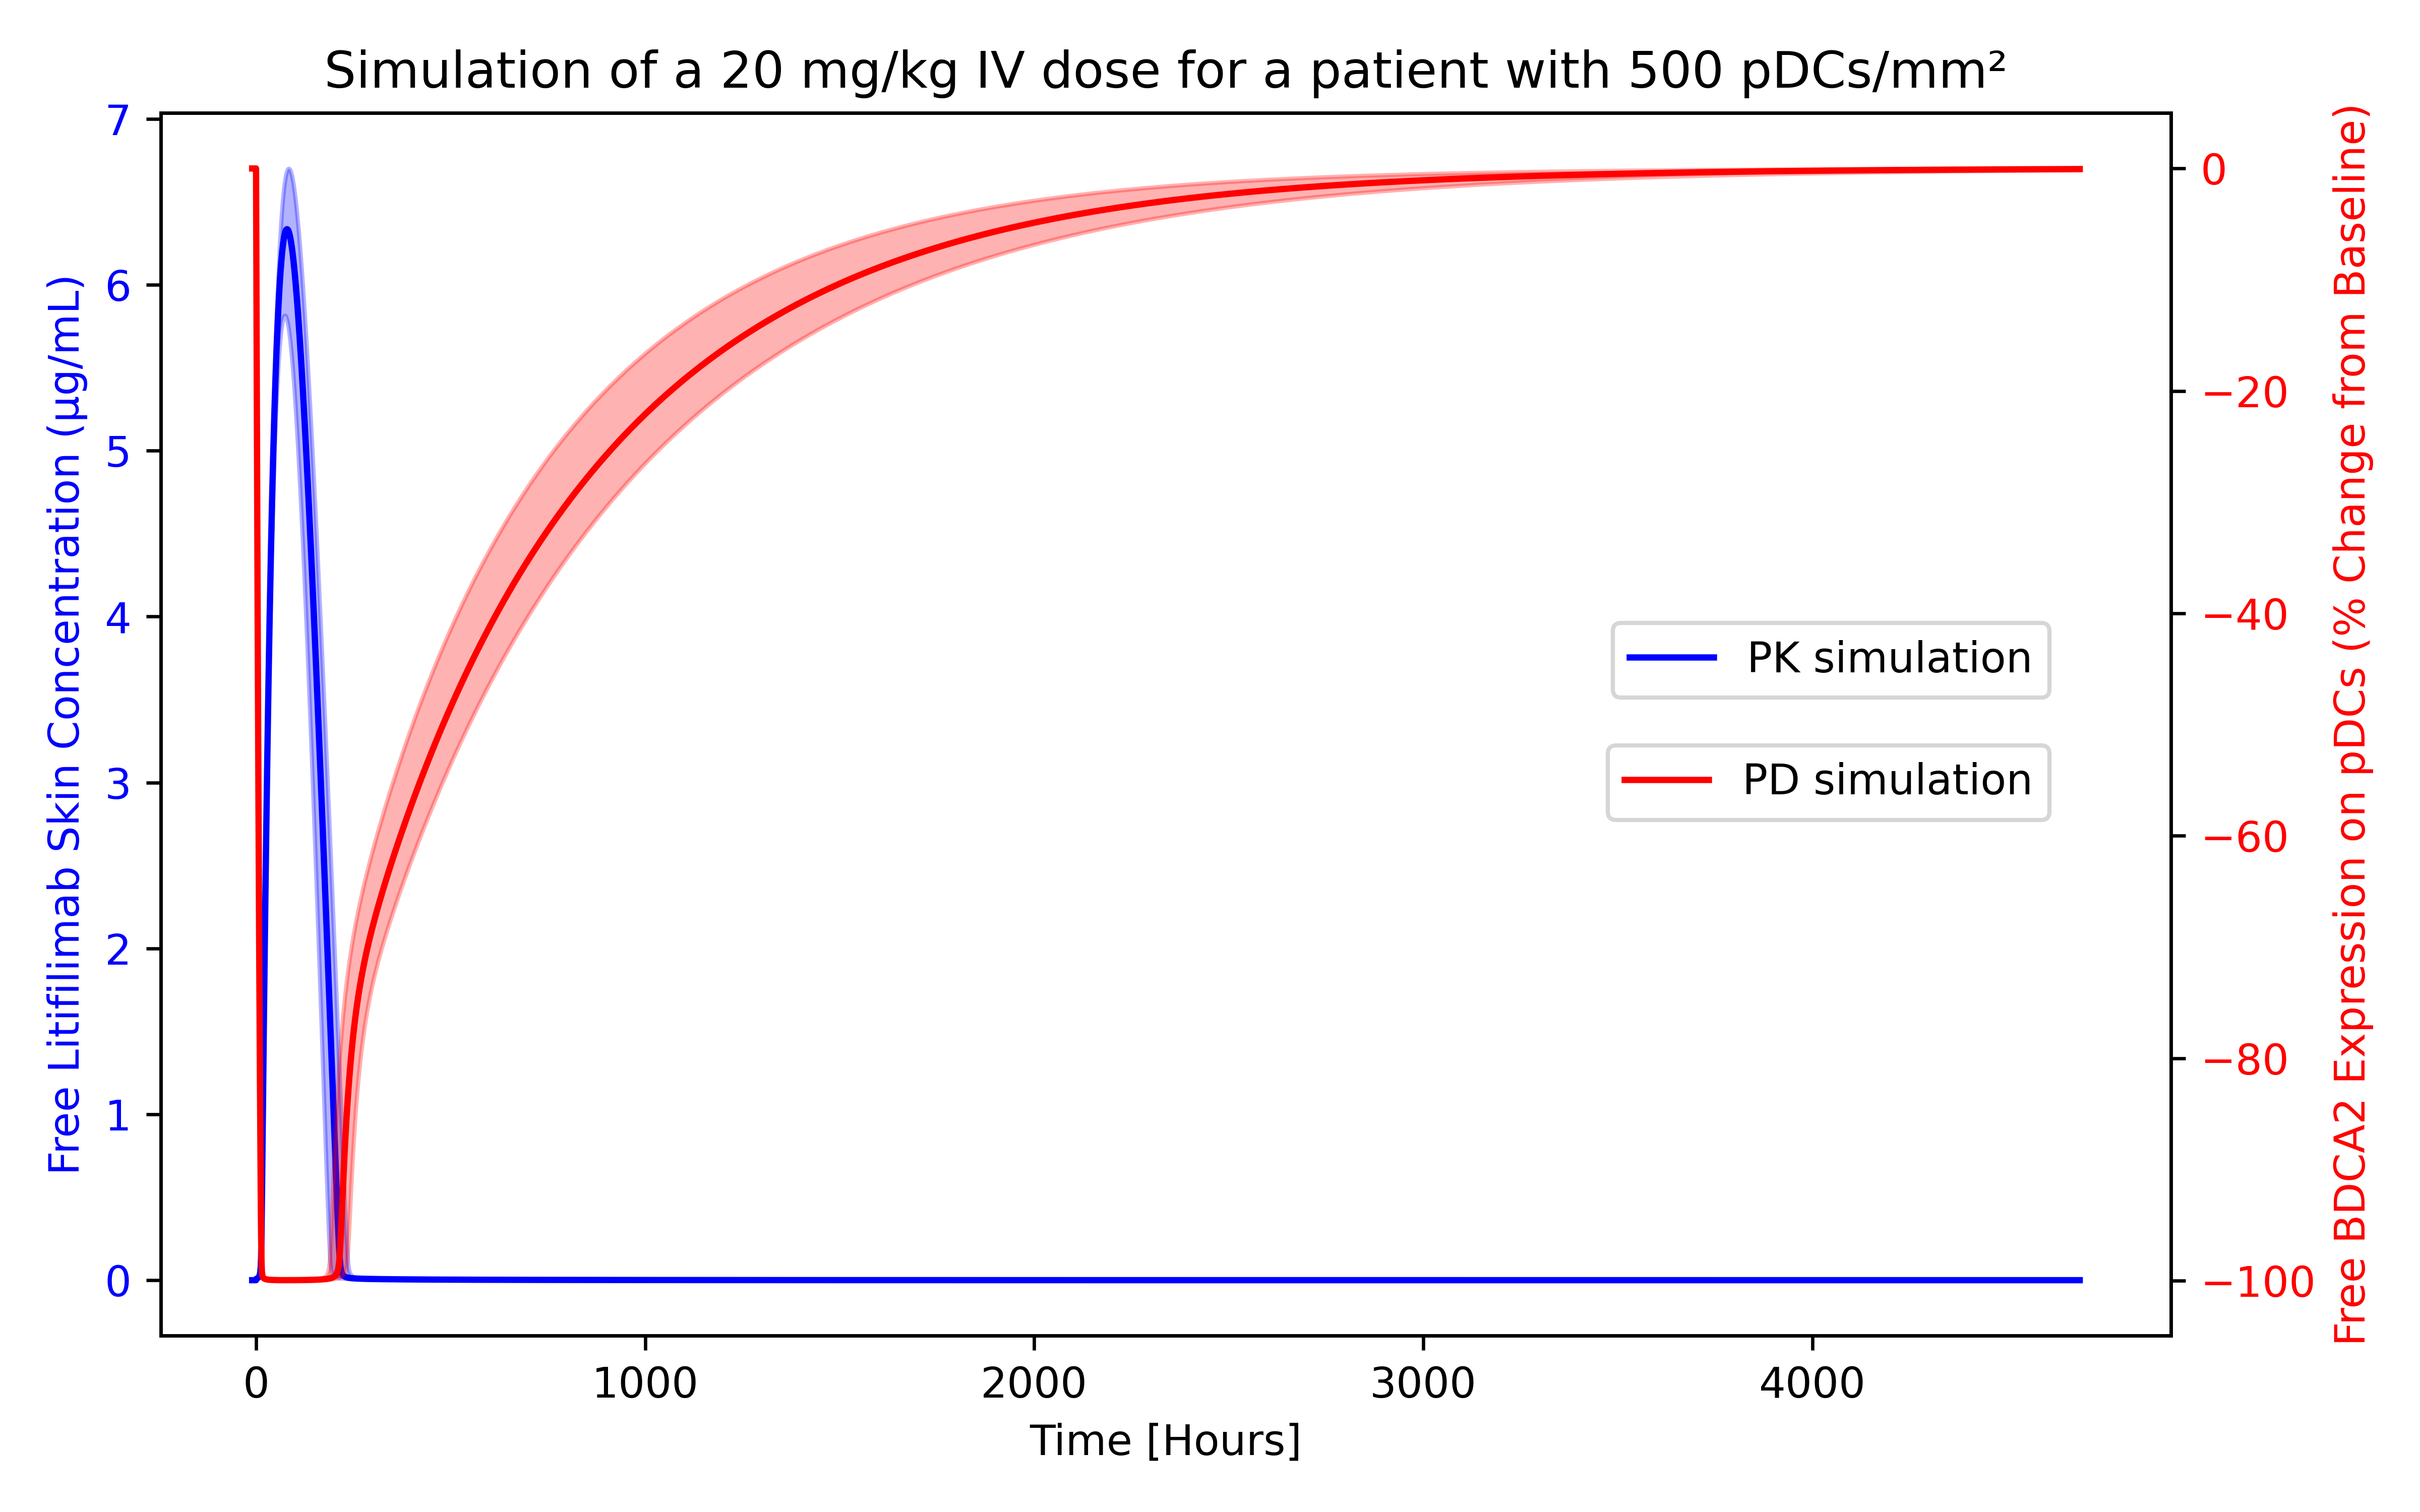 Simulation of a 20 mg/kg IV dose for a patient with 500 pDCs/mm²
Free Litifilimab Skin Concentration (µg/mL)
7
6
5
4
3
2
1
0
PK simulation
PD simulation
0
−20
−40
−60
−80
−100
Free BDCA2 Expression on pDCs (% Change from Baseline)
0 1000 2000 3000 4000
Time [Hours]